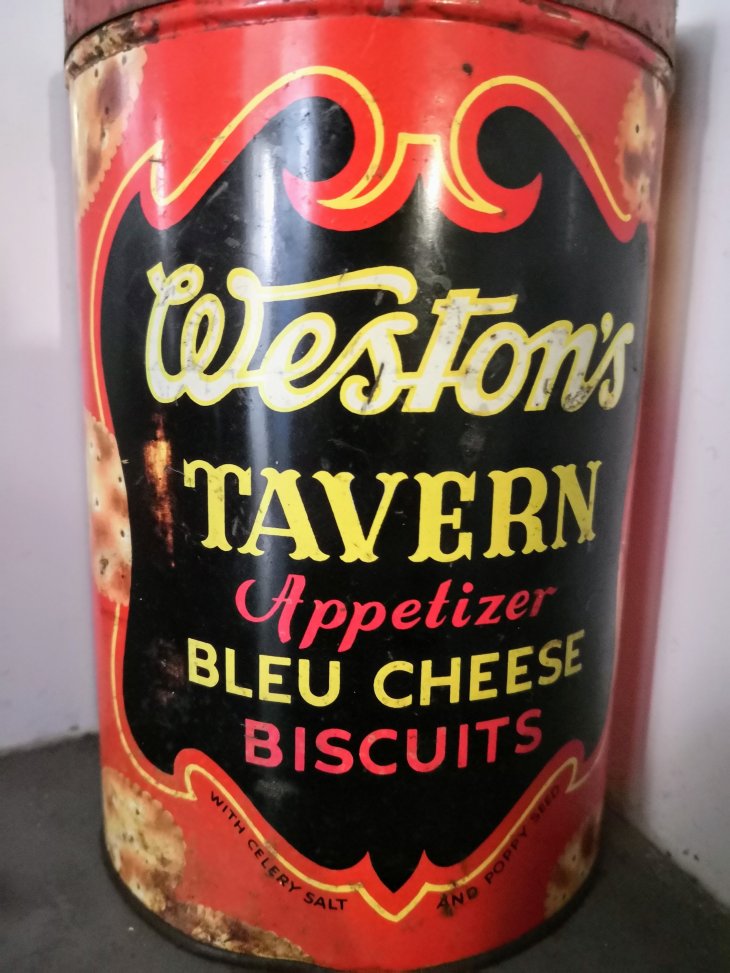 Weston's
TAVERN
Appetizer
BLEU CHEESE
BISCUITS
WITH CELERY SALT
AND POPPY SEED